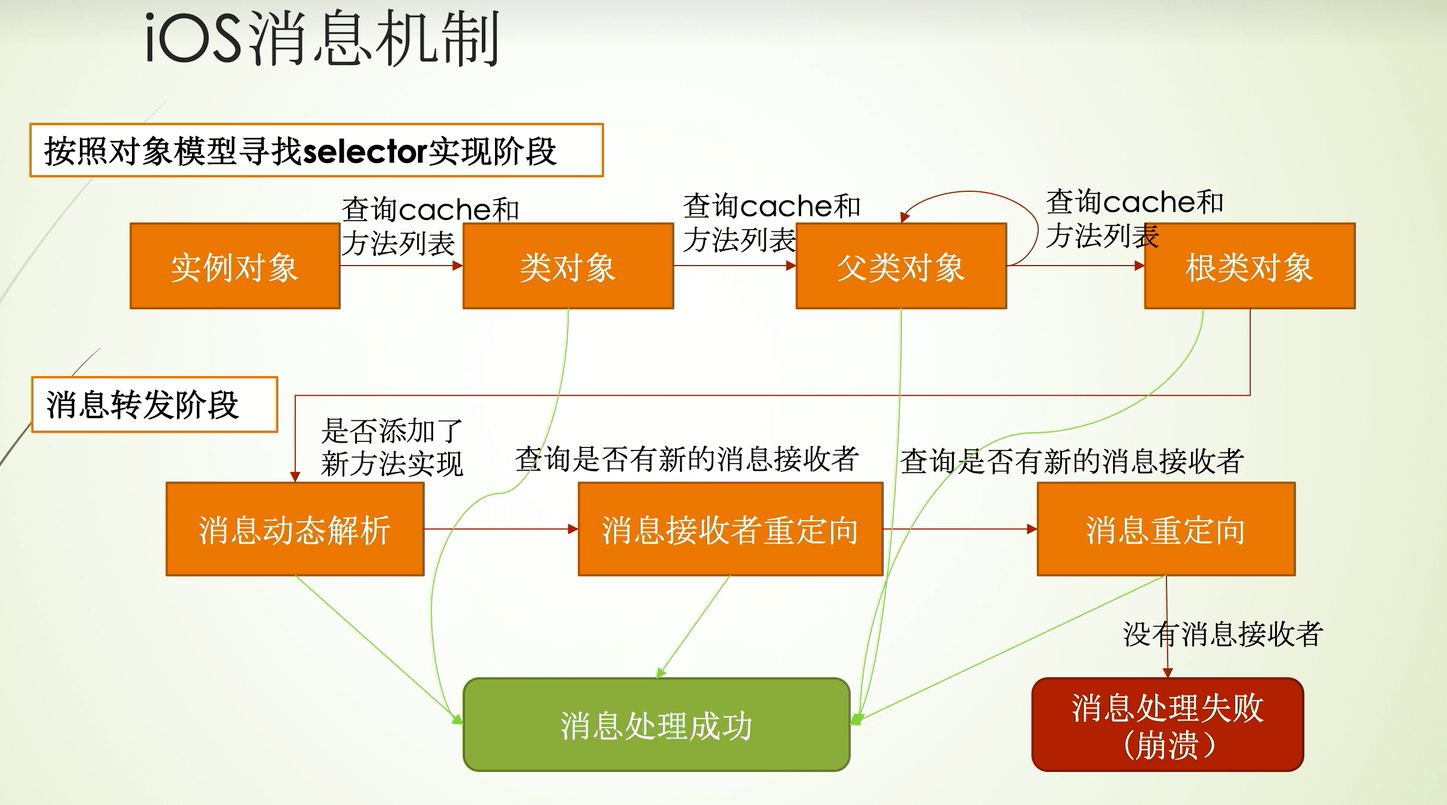 iOS消息机制
按照对象模型寻找selector实现阶段
查询cache和
方法列表
查询cache和
方法列表
查询cache和
方法列表
实例对象
类对象
父类对象
根类对象
消息转发阶段
是否添加了
新方法实现
查询是否有新的消息接收者
查询是否有新的消息接收者
消息动态解析
消息接收者重定向
消息重定向
没有消息接收者
消息处理成功
消息处理失败
（崩溃）